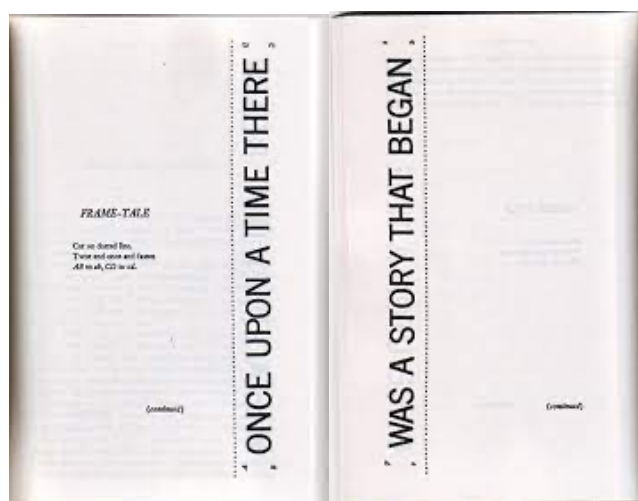 FRAME-TALE
Cut on dotted line.
Twist end once and fasten
AB to ab, CD to cd.
(continued)
ONCE UPON A TIME THERE
WAS A STORY THAT BEGAN
(continued)